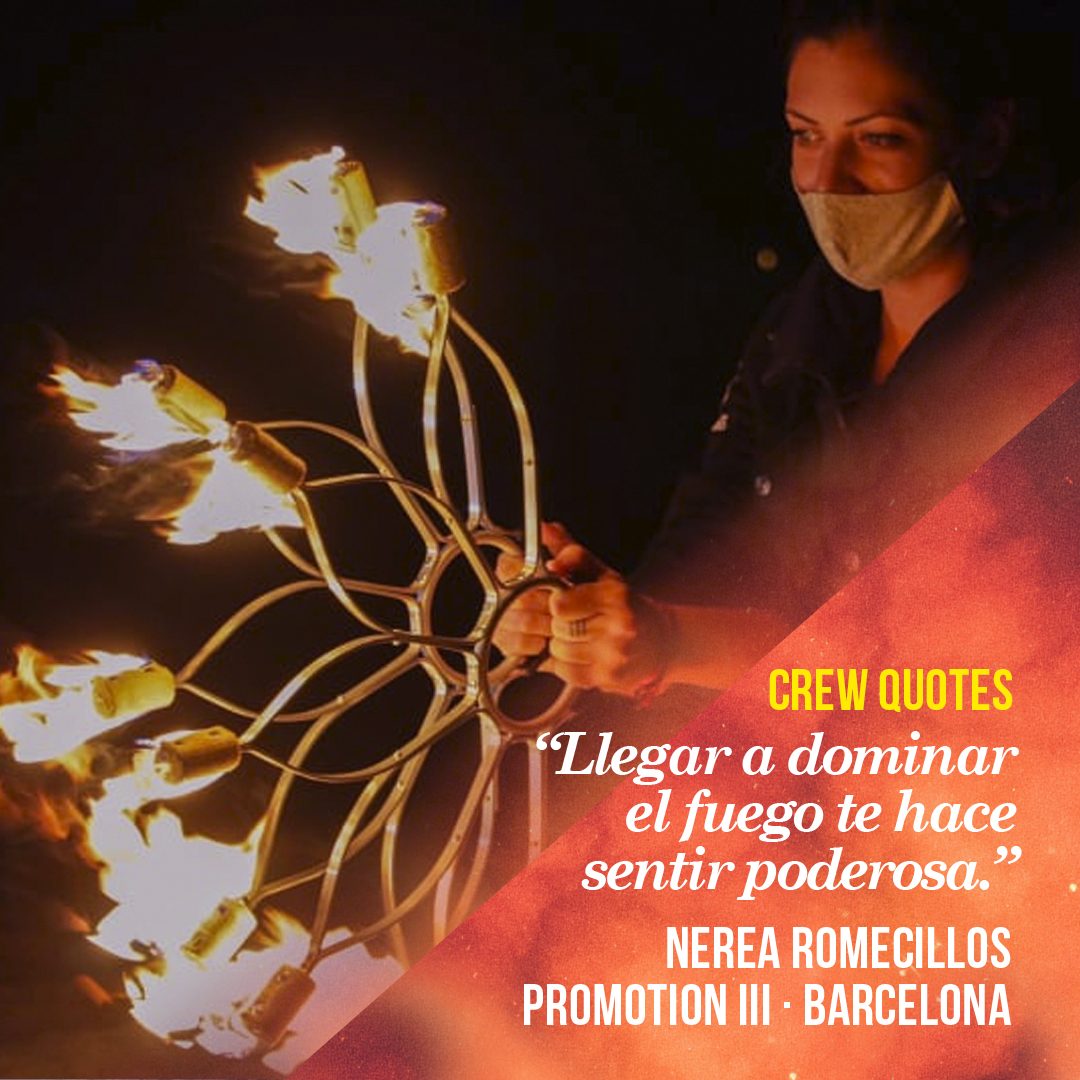 CREW QUOTES
“Llegar a dominar
el fuego te hace
sentir poderosa.”
NEREA ROMECILLOS
PROMOTION III · BARCELONA